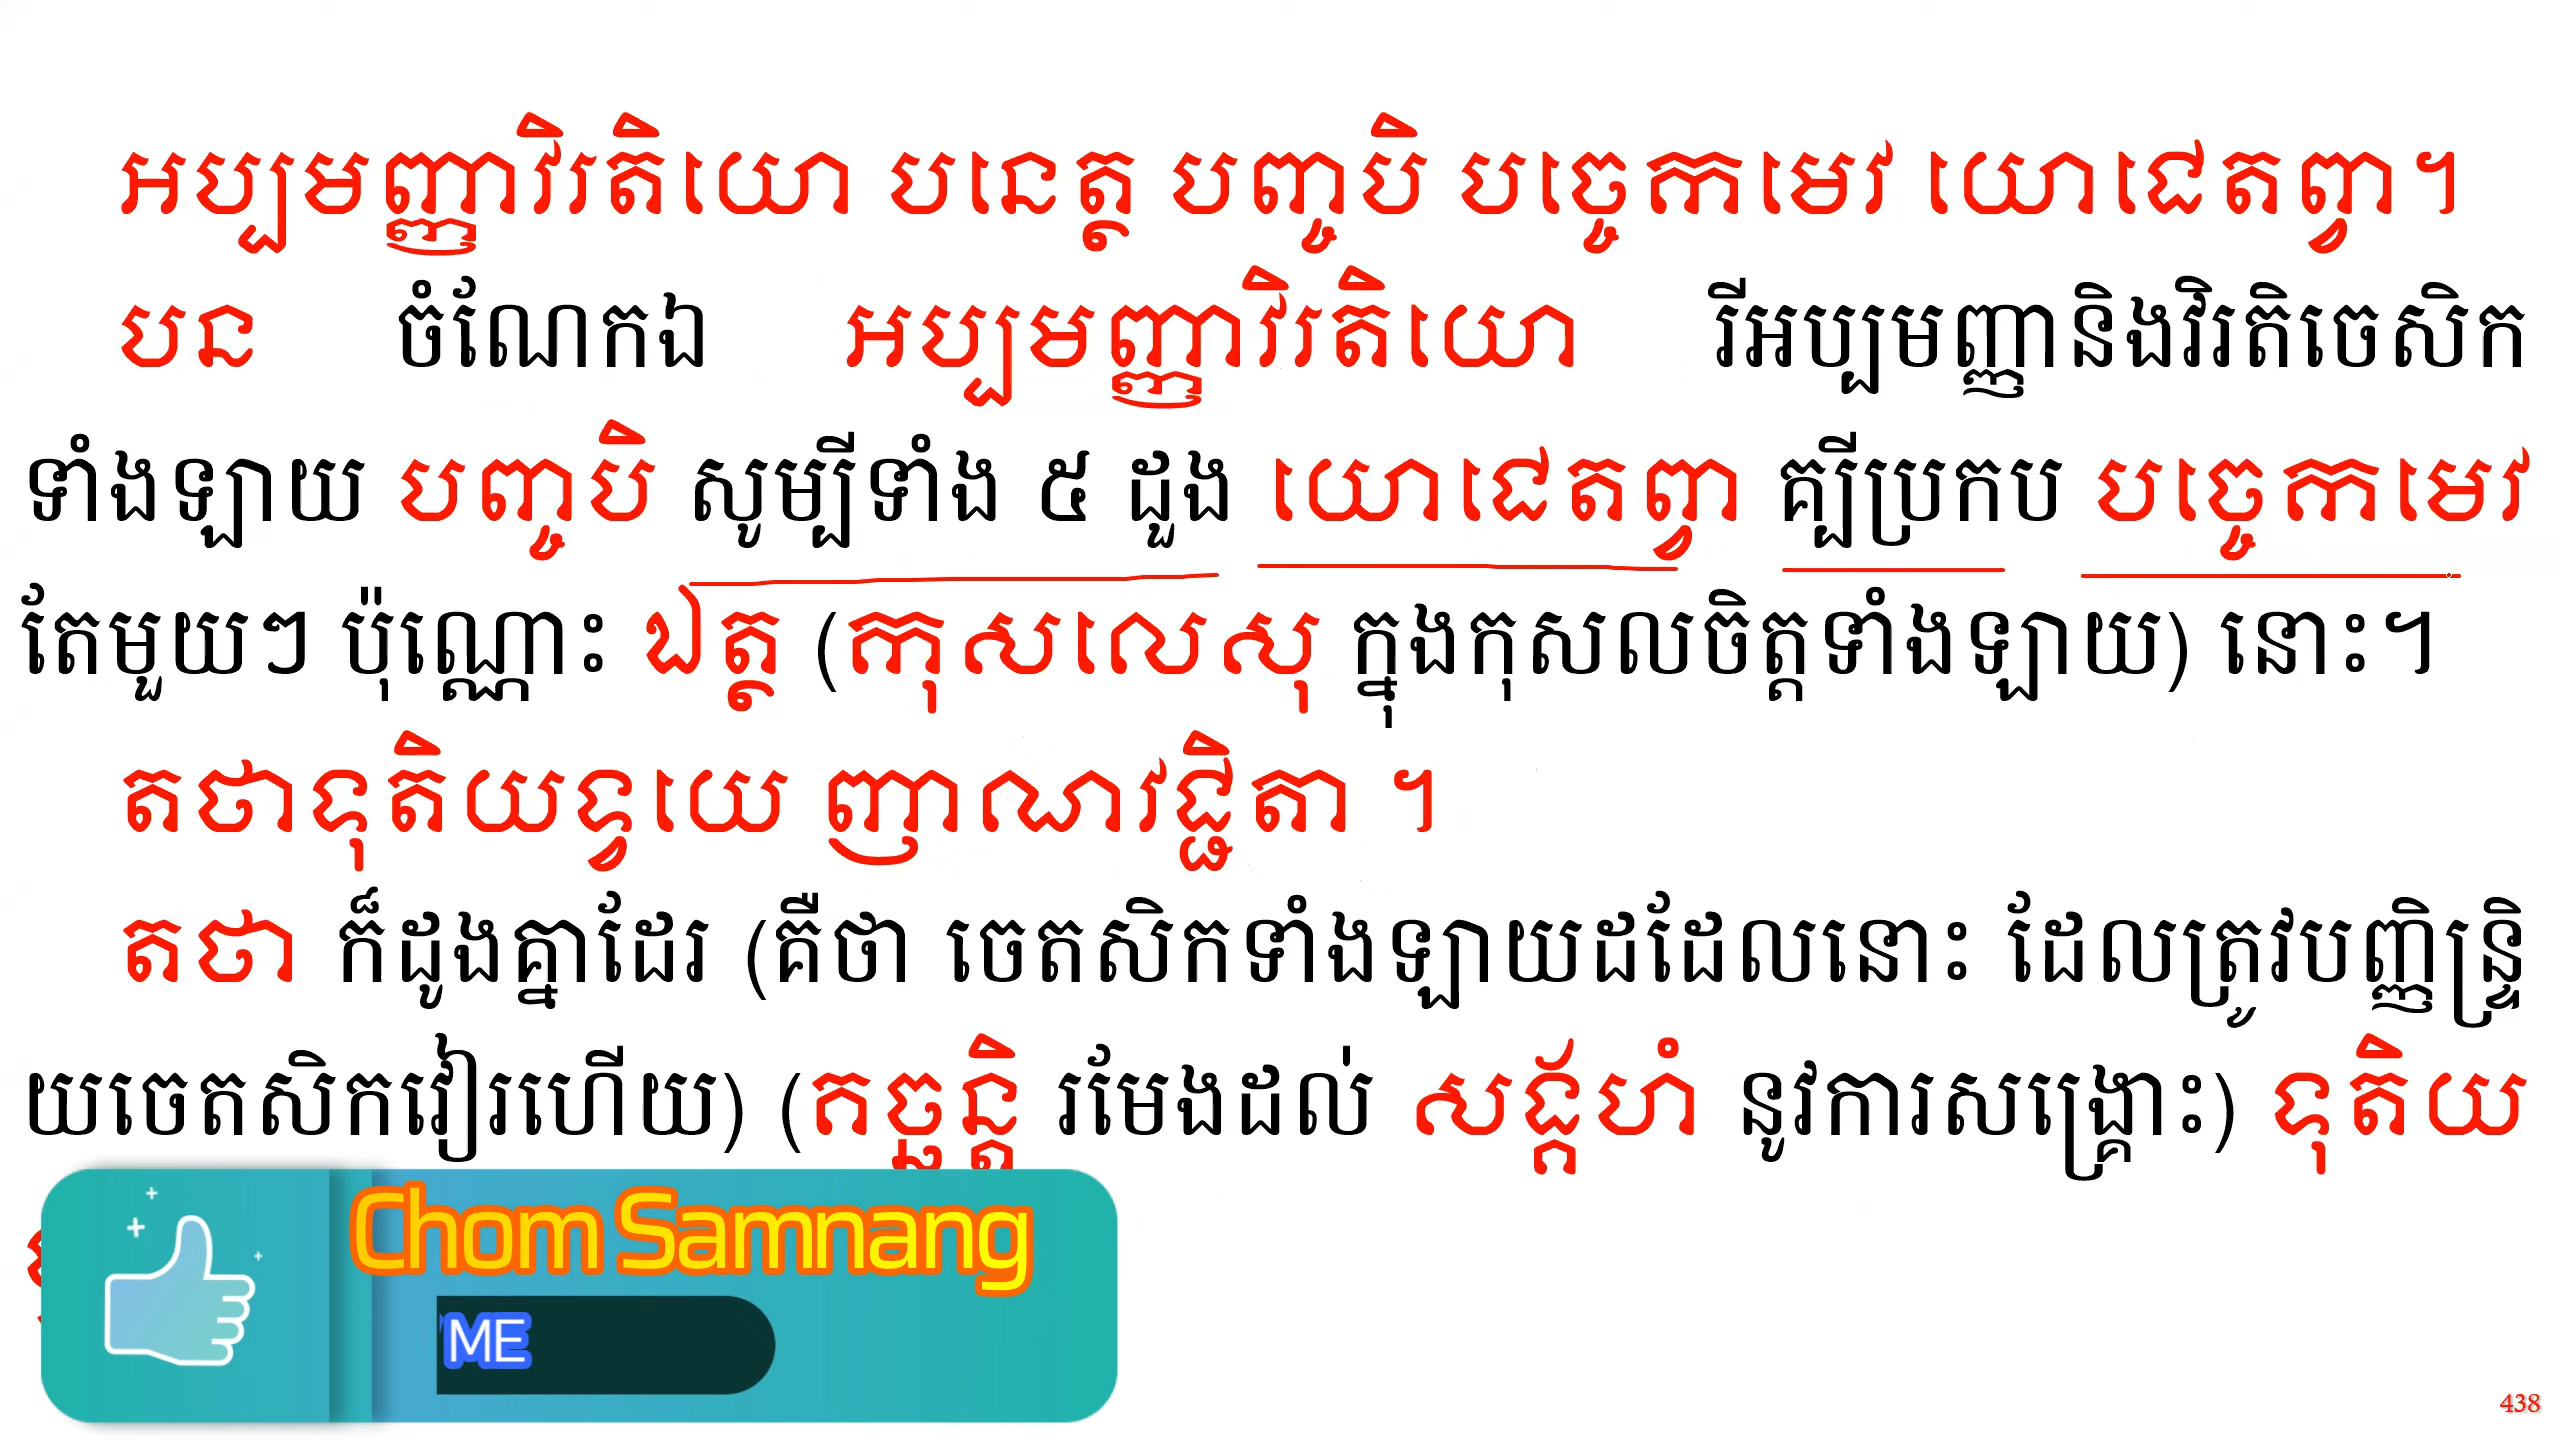 អប្បមញ្ញាវិរតិយោ បនេត្ថ បញ្ចបិ បច្ចេកមេវ យោជេតព្វា។
បន ចំណែកឯ អប្បមញ្ញាវិរតិយោ រីអប្បមញ្ញានិងវិរតិចេសិក
ទាំងឡាយ បញ្ចបិ សូម្បីទាំង ៥ ដួង យោជេតព្វា គប្បីប្រកប បច្ចេកមេវ
តែមួយៗ ប៉ុណ្ណោះ ឯត្ថ (កុសលេសុ ក្នុងកុសលចិត្តទាំងឡាយ) នោះ។
តថាទុតិយទ្វយេ ញាណវជ្ជិតា ។
តថា ក៏ដូងគ្នាដែរ (គឺថា ចេតសិកទាំងឡាយដដែលនោះ ដែលត្រូវបញ្ញិន្ទ្រិ
យចេតសិកវៀរហើយ) (គច្ឆន្តិ រមែងដល់ សង្គ័ហំ នូវការសង្គ្រោះ) ទុតិយ
Chom Samnang
ME
438